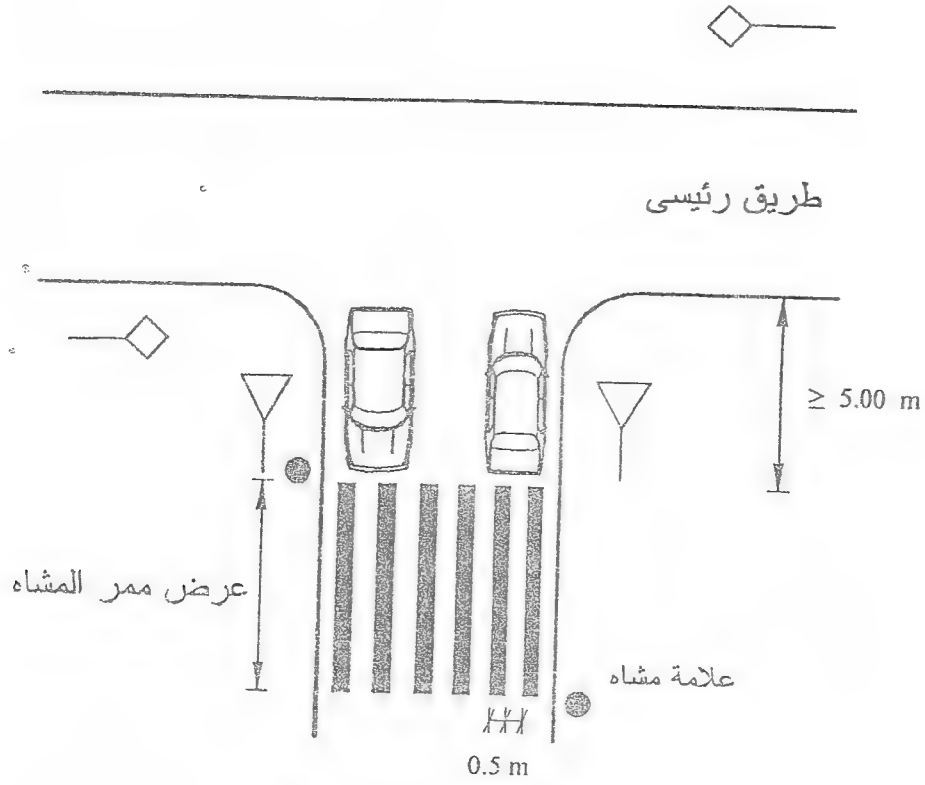 طريق رئيسى
≥ 5.00 m
عرض ممر المشاه
علامة مشاه
0.5 m